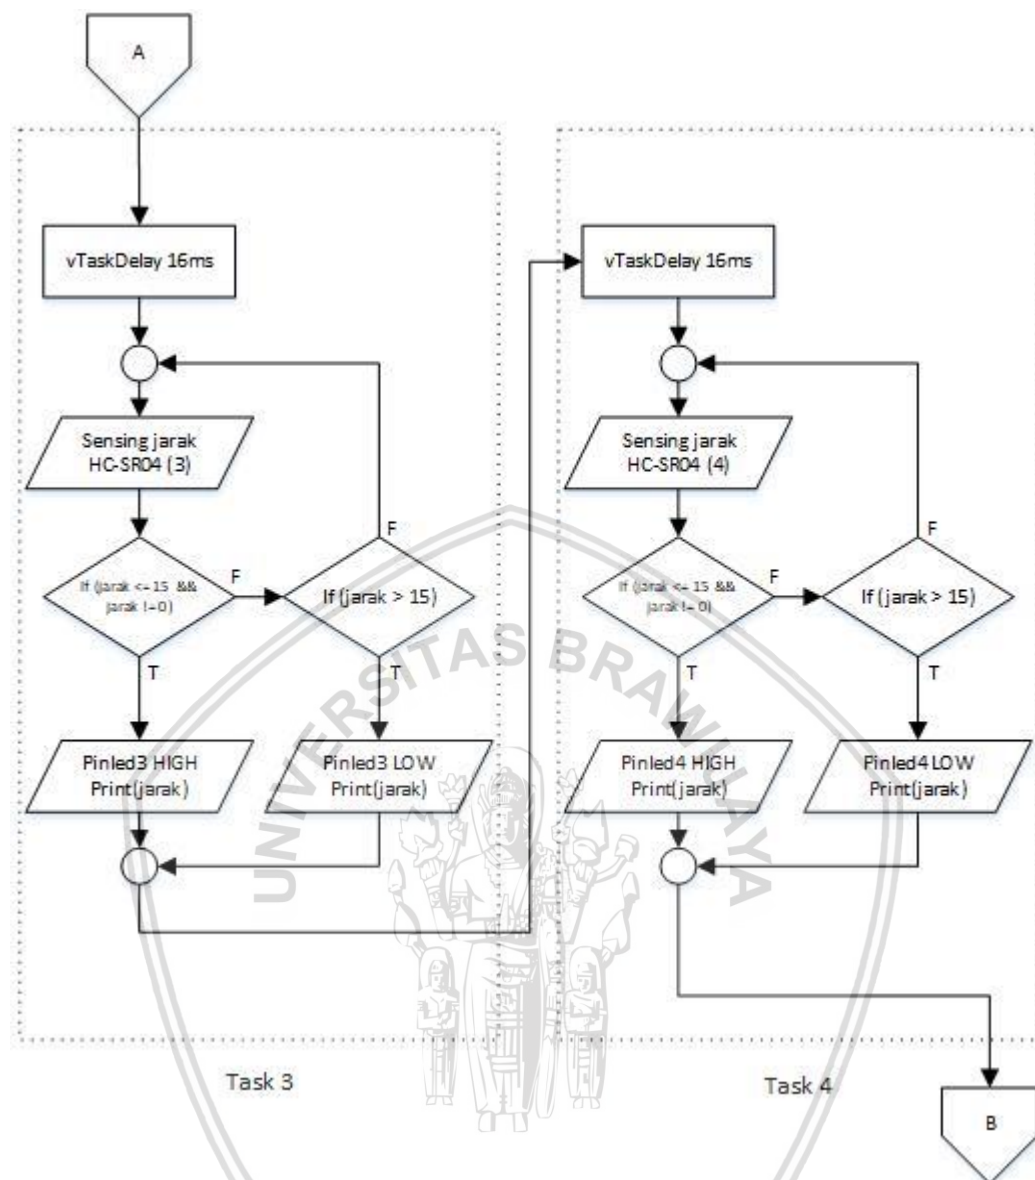 A
vTaskDelay 16ms
Sensing jarak
HC-SR04 (3)
If (jarak <= 15 &&
jarak != 0)
F
If (jarak > 15)
F
T
T
Pinled3 HIGH
Print(jarak)
Pinled3 LOW
Print(jarak)
Task 3
vTaskDelay 16ms
Sensing jarak
HC-SR04 (4)
If (jarak <= 15 &&
jarak != 0)
F
If (jarak > 15)
F
T
T
Pinled4 HIGH
Print(jarak)
Pinled4 LOW
Print(jarak)
Task 4
B
UNIVERSITAS BRAWIJAYA